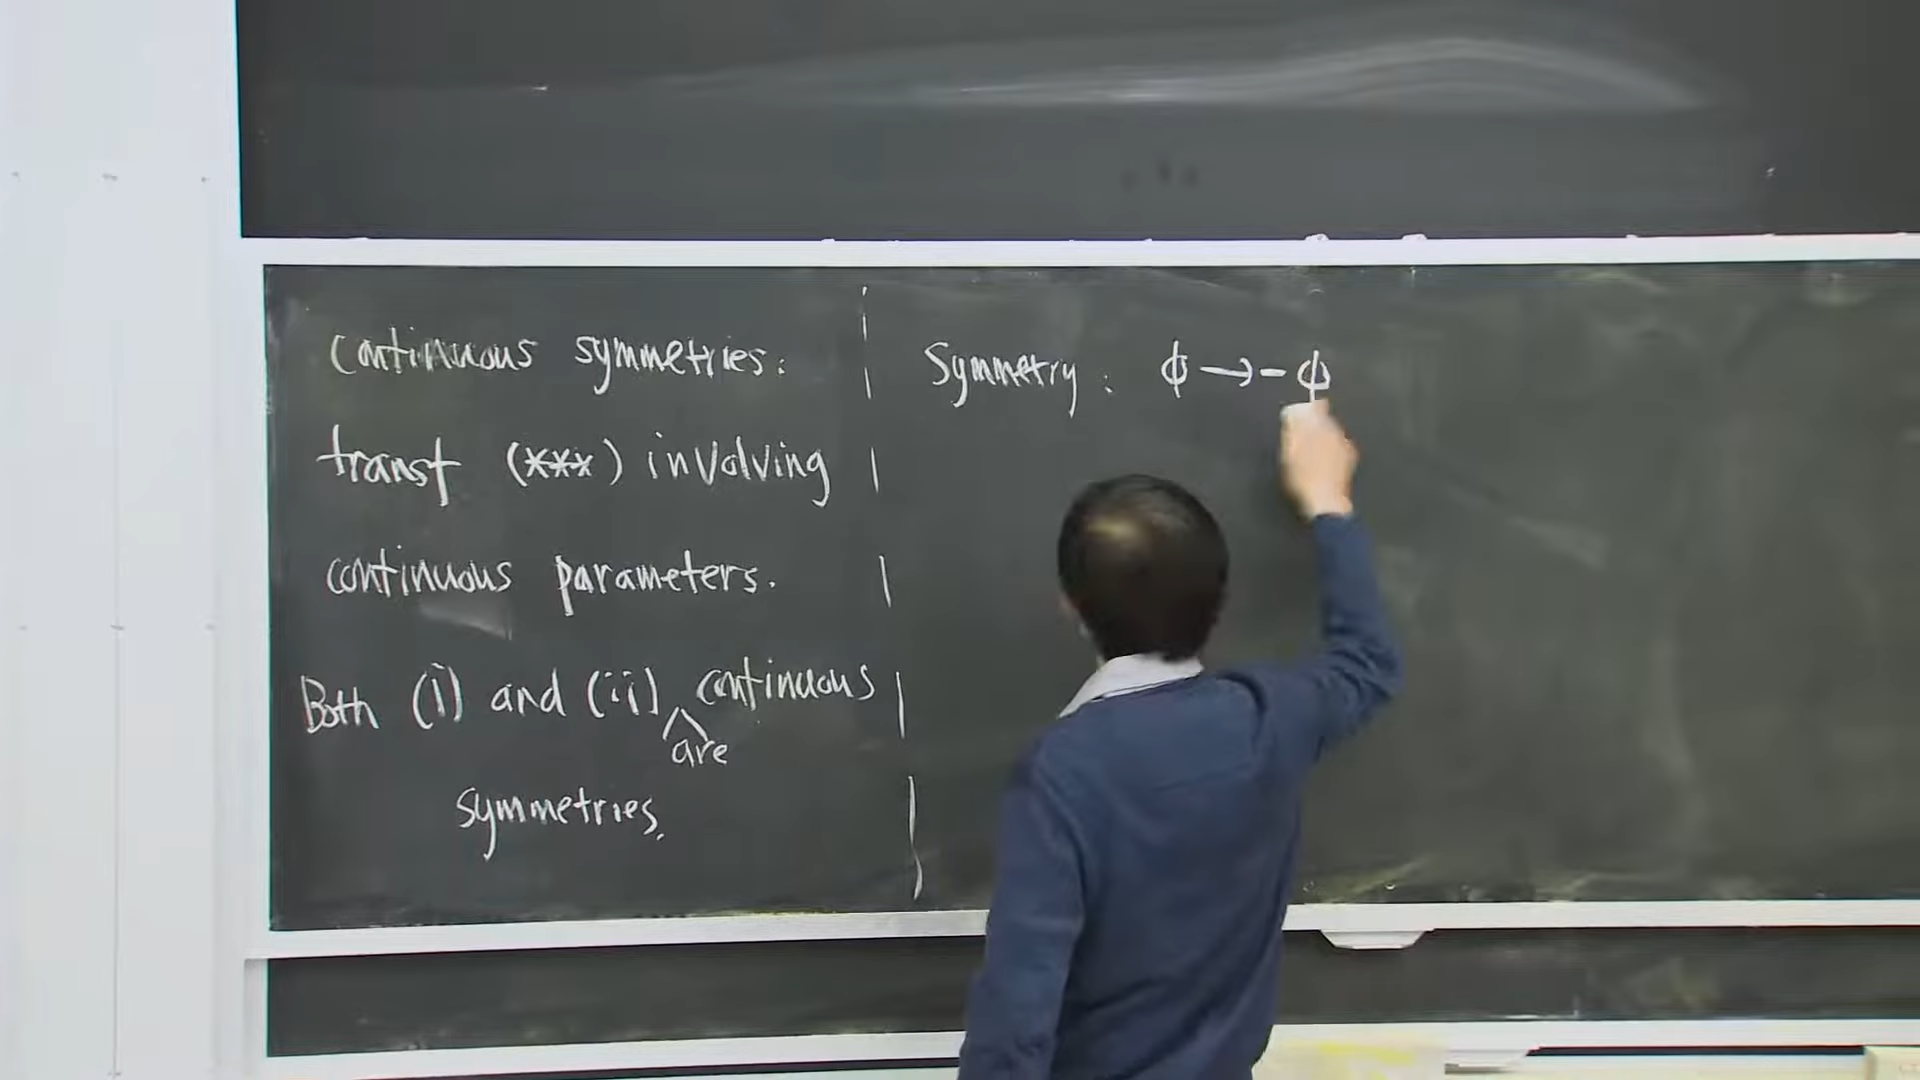 continuous symmetries:
transf (***) involving
continuous parameters.
Both (i) and (ii) are continuous
symmetries.
Symmetry: ϕ → - ϕ